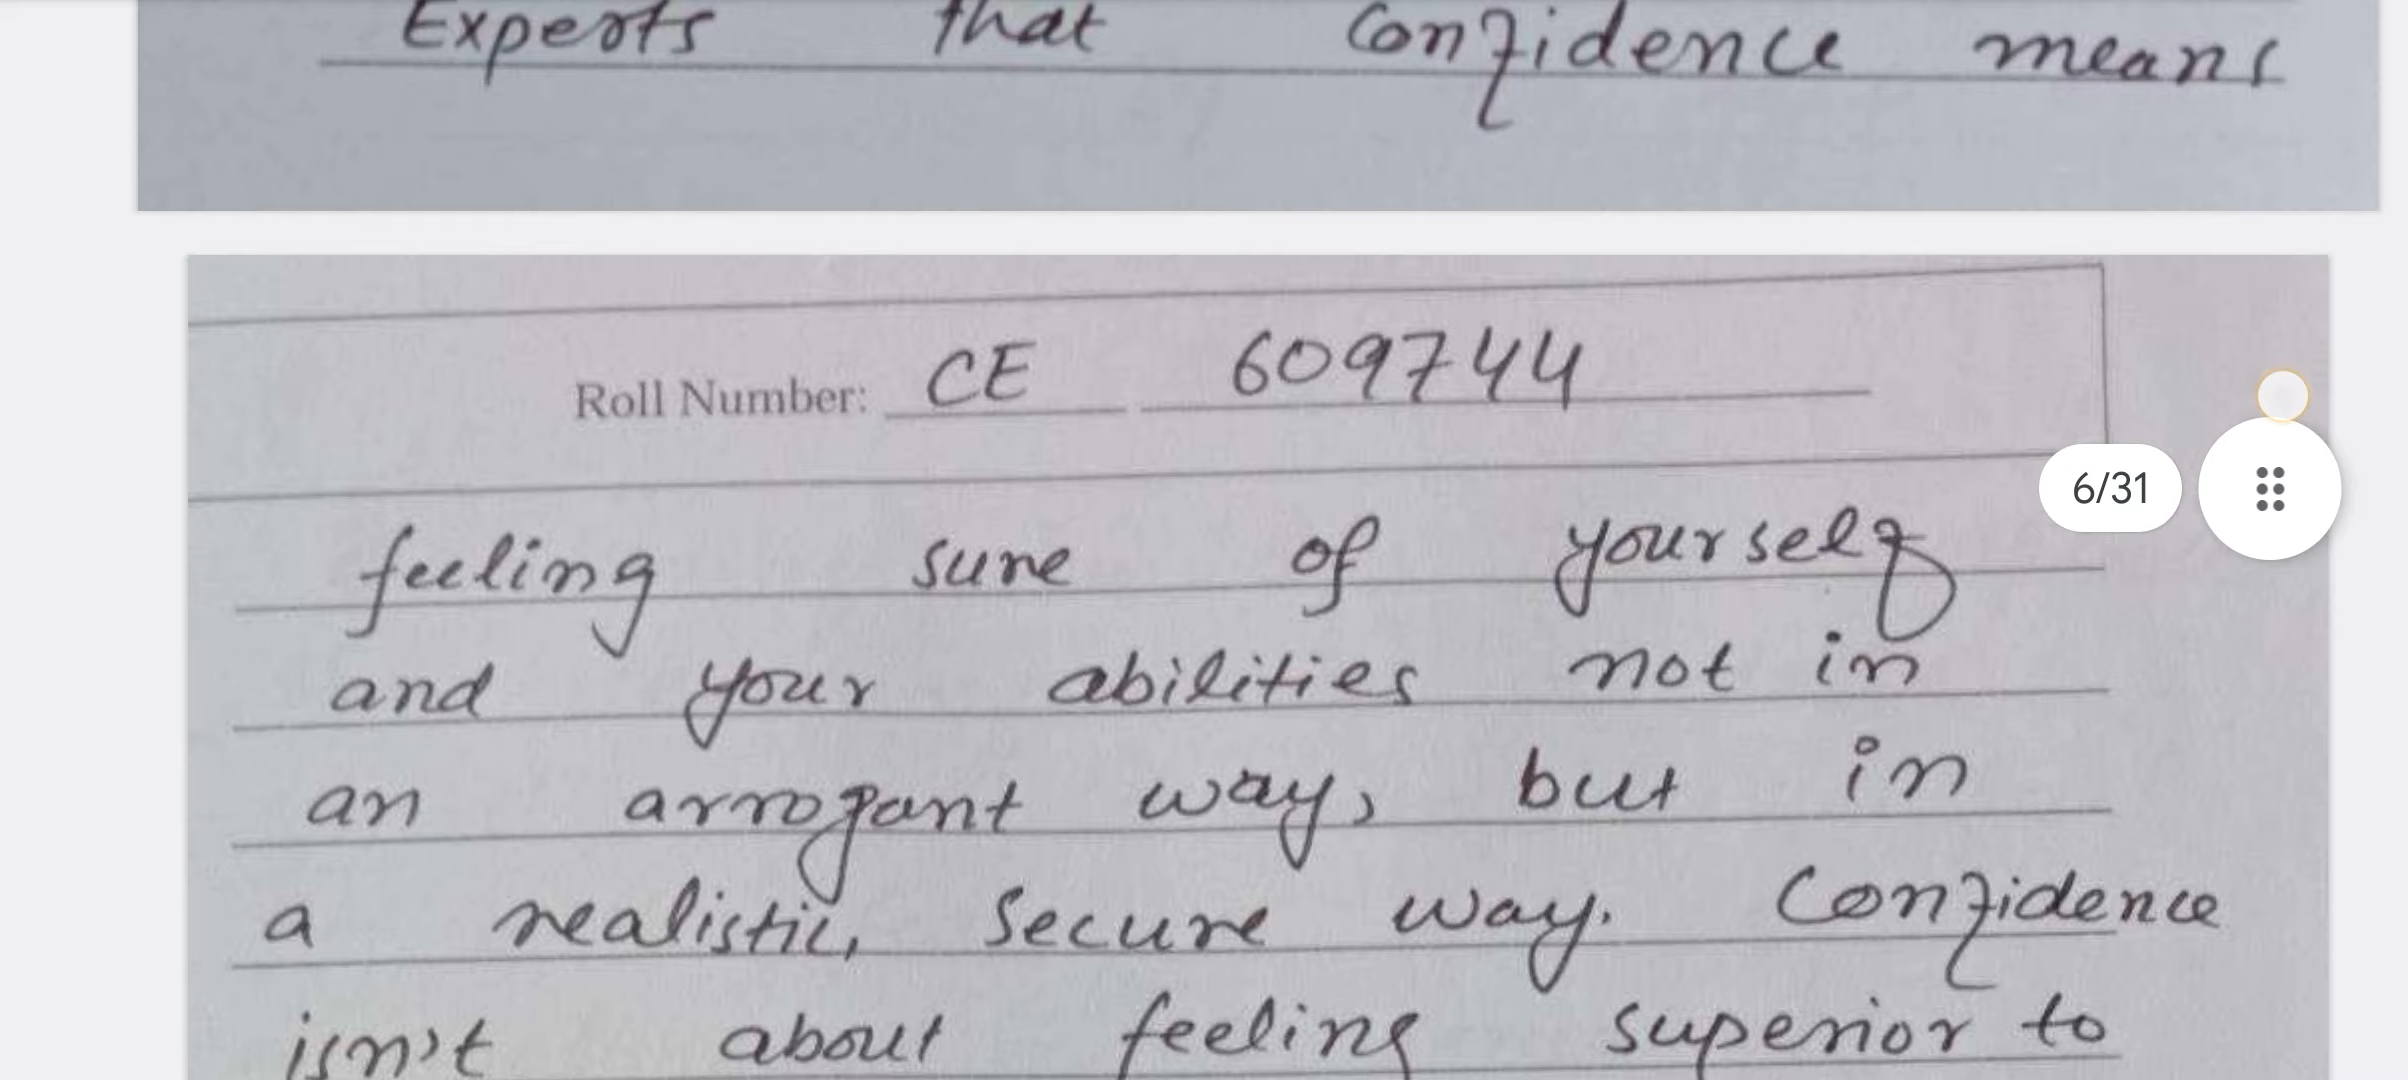 Experts that Confidence means
Roll Number: CE 609744
6/31
feeling sure of yourself
and your abilities not in
an arrogant way, but in
a realistic, secure way. Confidence
isn't about feeling superior to